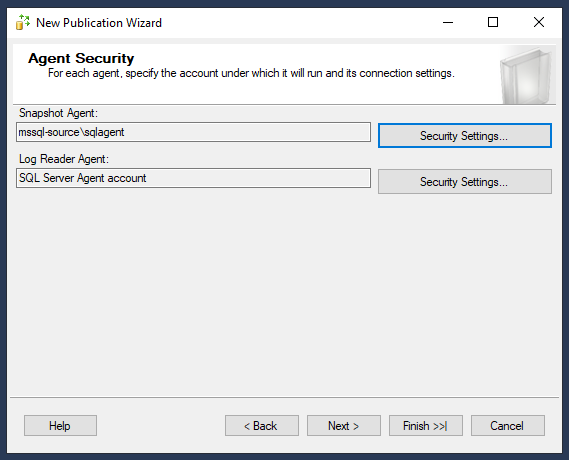 New Publication Wizard
Agent Security
For each agent, specify the account under which it will run and its connection settings.
Snapshot Agent:
mssql-source\sqlagent
Security Settings...
Log Reader Agent:
SQL Server Agent account
Security Settings...
Help
< Back
Next >
Finish >>|
Cancel